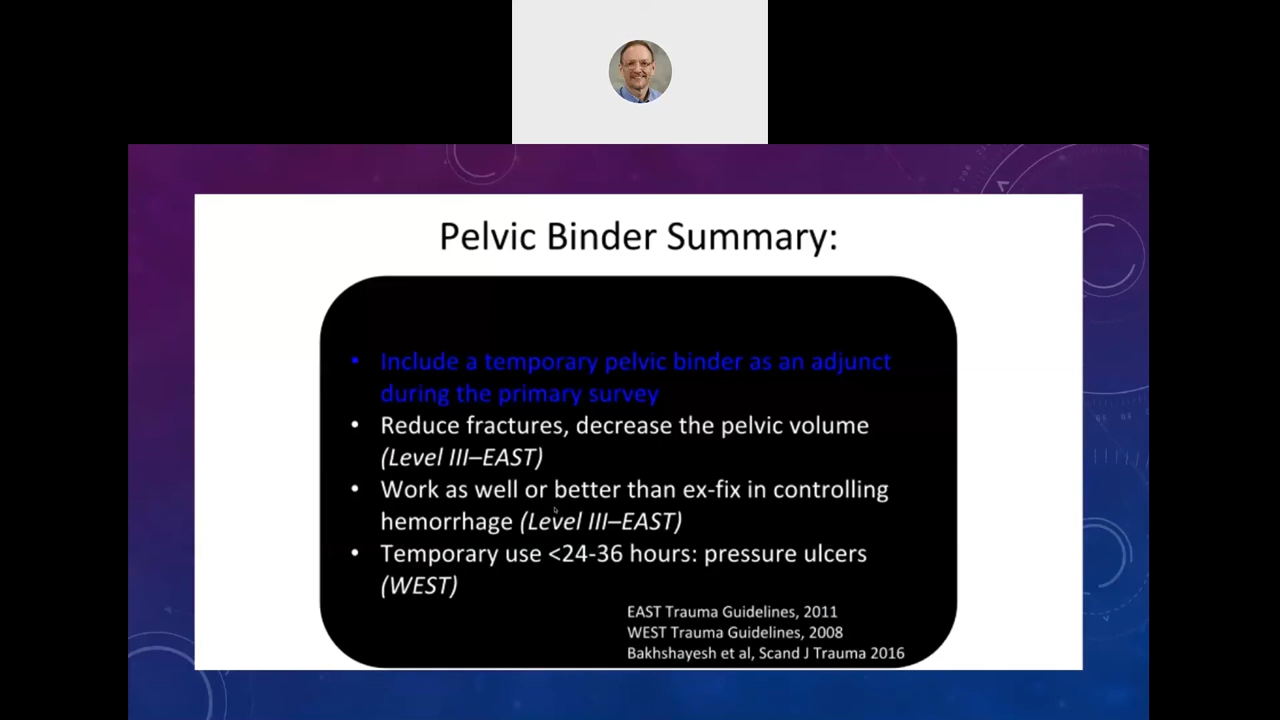 Pelvic Binder Summary:
• Include a temporary pelvic binder as an adjunct
during the primary survey
• Reduce fractures, decrease the pelvic volume
(Level III–EAST)
• Work as well or better than ex-fix in controlling
hemorrhage (Level III–EAST)
• Temporary use <24-36 hours: pressure ulcers
(WEST)
EAST Trauma Guidelines, 2011
WEST Trauma Guidelines, 2008
Bakhshayesh et al, Scand J Trauma 2016